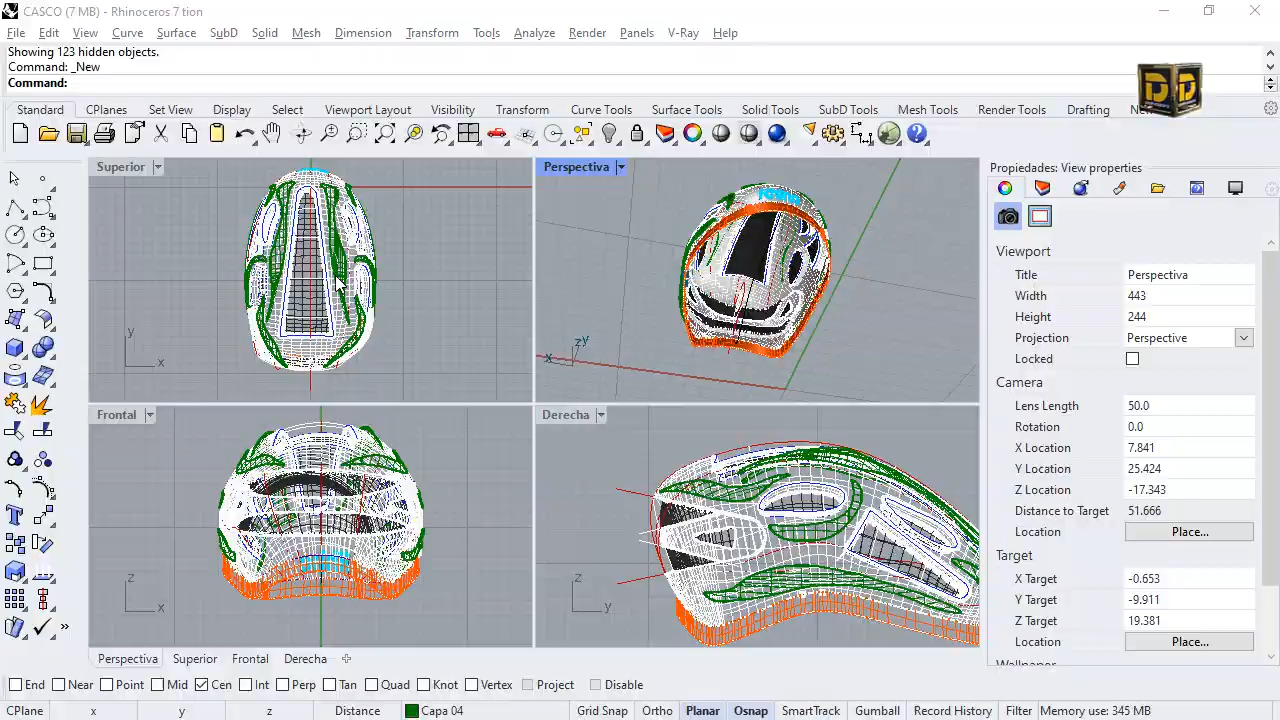 CASCO (7 MB) - Rhinoceros 7 tion
File Edit View Curve Surface SubD Solid Mesh Dimension Transform Tools Analyze Render Panels V-Ray Help
Showing 123 hidden objects.
Command: _New
Command:
Standard CPlanes Set View Display Select Viewport Layout Visibility Transform Curve Tools Surface Tools Solid Tools SubD Tools Mesh Tools Render Tools Drafting
Superior
Perspectiva
Propiedades: View properties
Viewport
Title Perspectiva
Width 443
Height 244
Projection Perspective
Locked
Camera
Lens Length 50.0
Rotation 0.0
X Location 7.841
Y Location 25.424
Z Location -17.343
Distance to Target 51.666
Location Place...
Target
X Target -0.653
Y Target -9.911
Z Target 19.381
Location Place...
y
x
x
z
y
Frontal
Derecha
z
x
z
y
Perspectiva Superior Frontal Derecha
End Near Point Mid Cen Int Perp Tan Quad Knot Vertex Project Disable
CPlane x y z Distance Capa 04 Grid Snap Ortho Planar Osnap SmartTrack Gumball Record History Filter Memory use: 345 MB